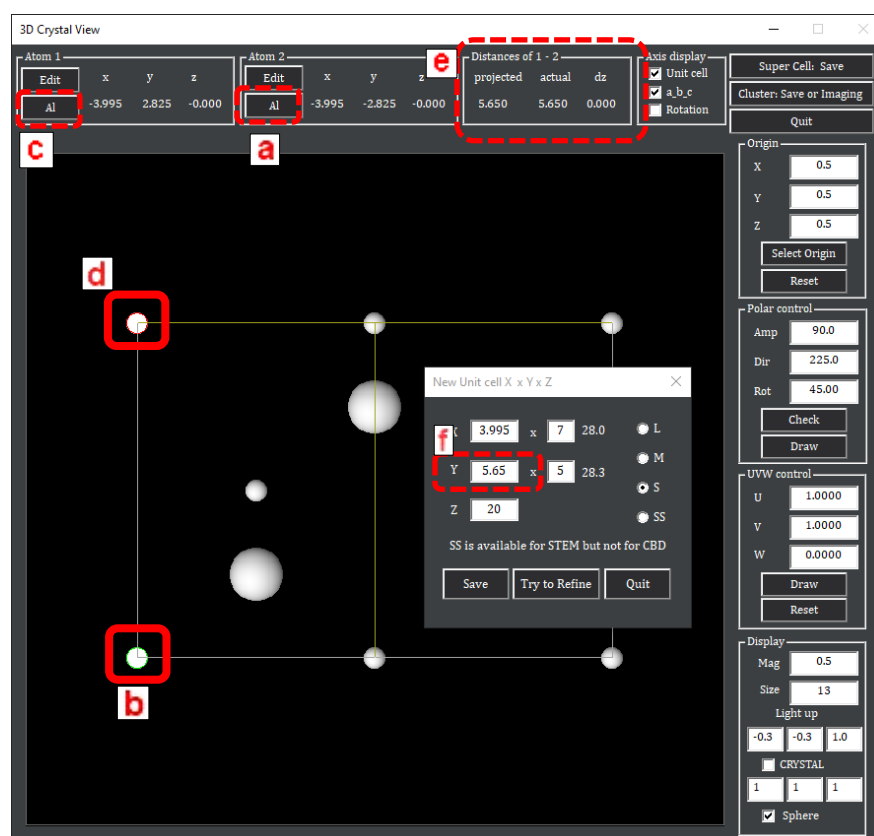 3D Crystal View
Atom 1
Edit x y z
Al -3.995 2.825 -0.000
c
Atom 2
Edit x y z
Al -3.995 -2.825 -0.000
a
e
Distances of 1 - 2
projected actual dz
5.650 5.650 0.000
Axis display
Unit cell
a_b_c
Rotation
Super Cell: Save
Cluster: Save or Imaging
Quit
Origin
X 0.5
Y 0.5
Z 0.5
Select Origin
Reset
Polar control
Amp 90.0
Dir 225.0
Rot 45.00
Check
Draw
UVW control
U 1.0000
V 1.0000
W 0.0000
Draw
Reset
Display
Mag 0.5
Size 13
Light up
-0.3 -0.3 1.0
CRYSTAL
1 1 1
Sphere
d
b
New Unit cell X x Y x Z
3.995 x 7 28.0 L
f
M
Y 5.65 x 5 28.3
S
Z 20
SS
SS is available for STEM but not for CBD
Save Try to Refine Quit